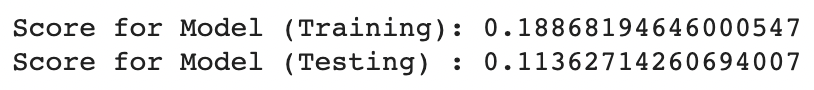 Score for Model (Training): 0.18868194646000547
Score for Model (Testing) : 0.11362714260694007